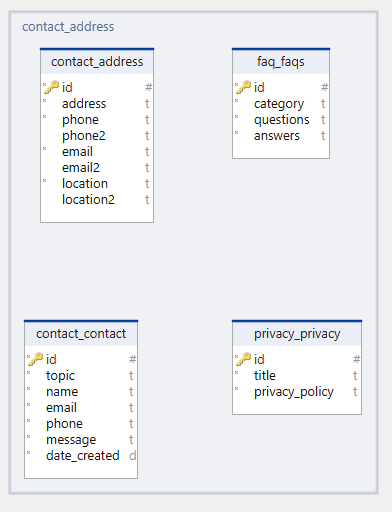 contact_address
contact_address
* id #
* address t
* phone t
phone2 t
* email t
email2 t
* location t
location2 t
faq_faqs
* id #
* category t
* questions t
* answers t
contact_contact
* id #
* topic t
* name t
* email t
* phone t
* message t
* date_created d
privacy_privacy
* id #
* title t
* privacy_policy t